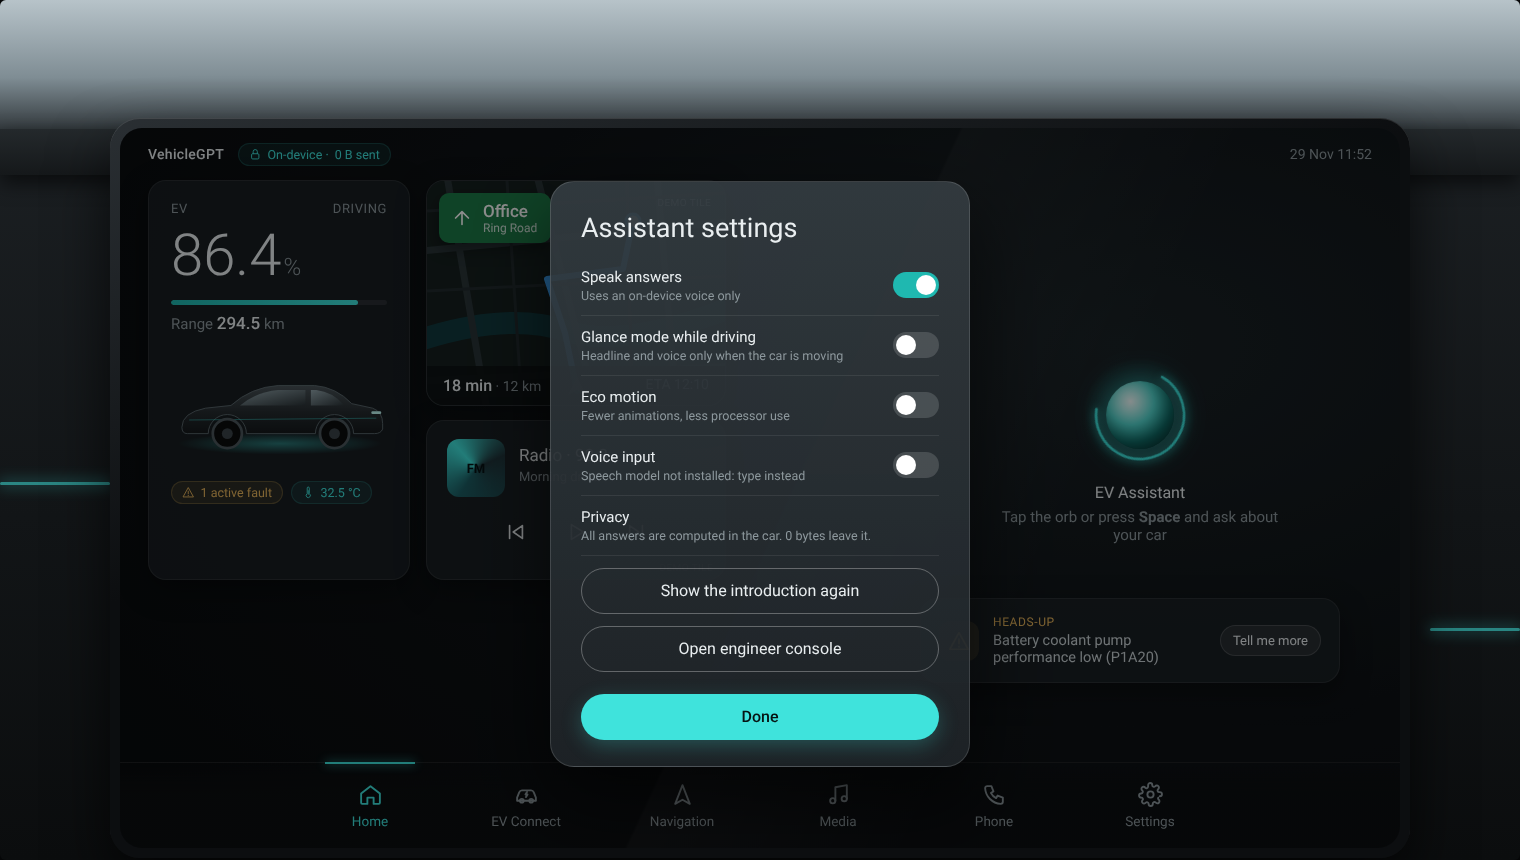 VehicleGPT
On-device · 0 B sent
29 Nov 11:52
EV
DRIVING
86.4%
Range 294.5 km
1 active fault
32.5 °C
Office
Ring Road
18 min · 12 km
FM
Assistant settings
Speak answers
Uses an on-device voice only
Glance mode while driving
Headline and voice only when the car is moving
Eco motion
Fewer animations, less processor use
Voice input
Speech model not installed: type instead
Privacy
All answers are computed in the car. 0 bytes leave it.
Show the introduction again
Open engineer console
Done
EV Assistant
Tap the orb or press Space and ask about
your car
HEADS-UP
Battery coolant pump
performance low (P1A20)
Tell me more
Home
EV Connect
Navigation
Media
Phone
Settings